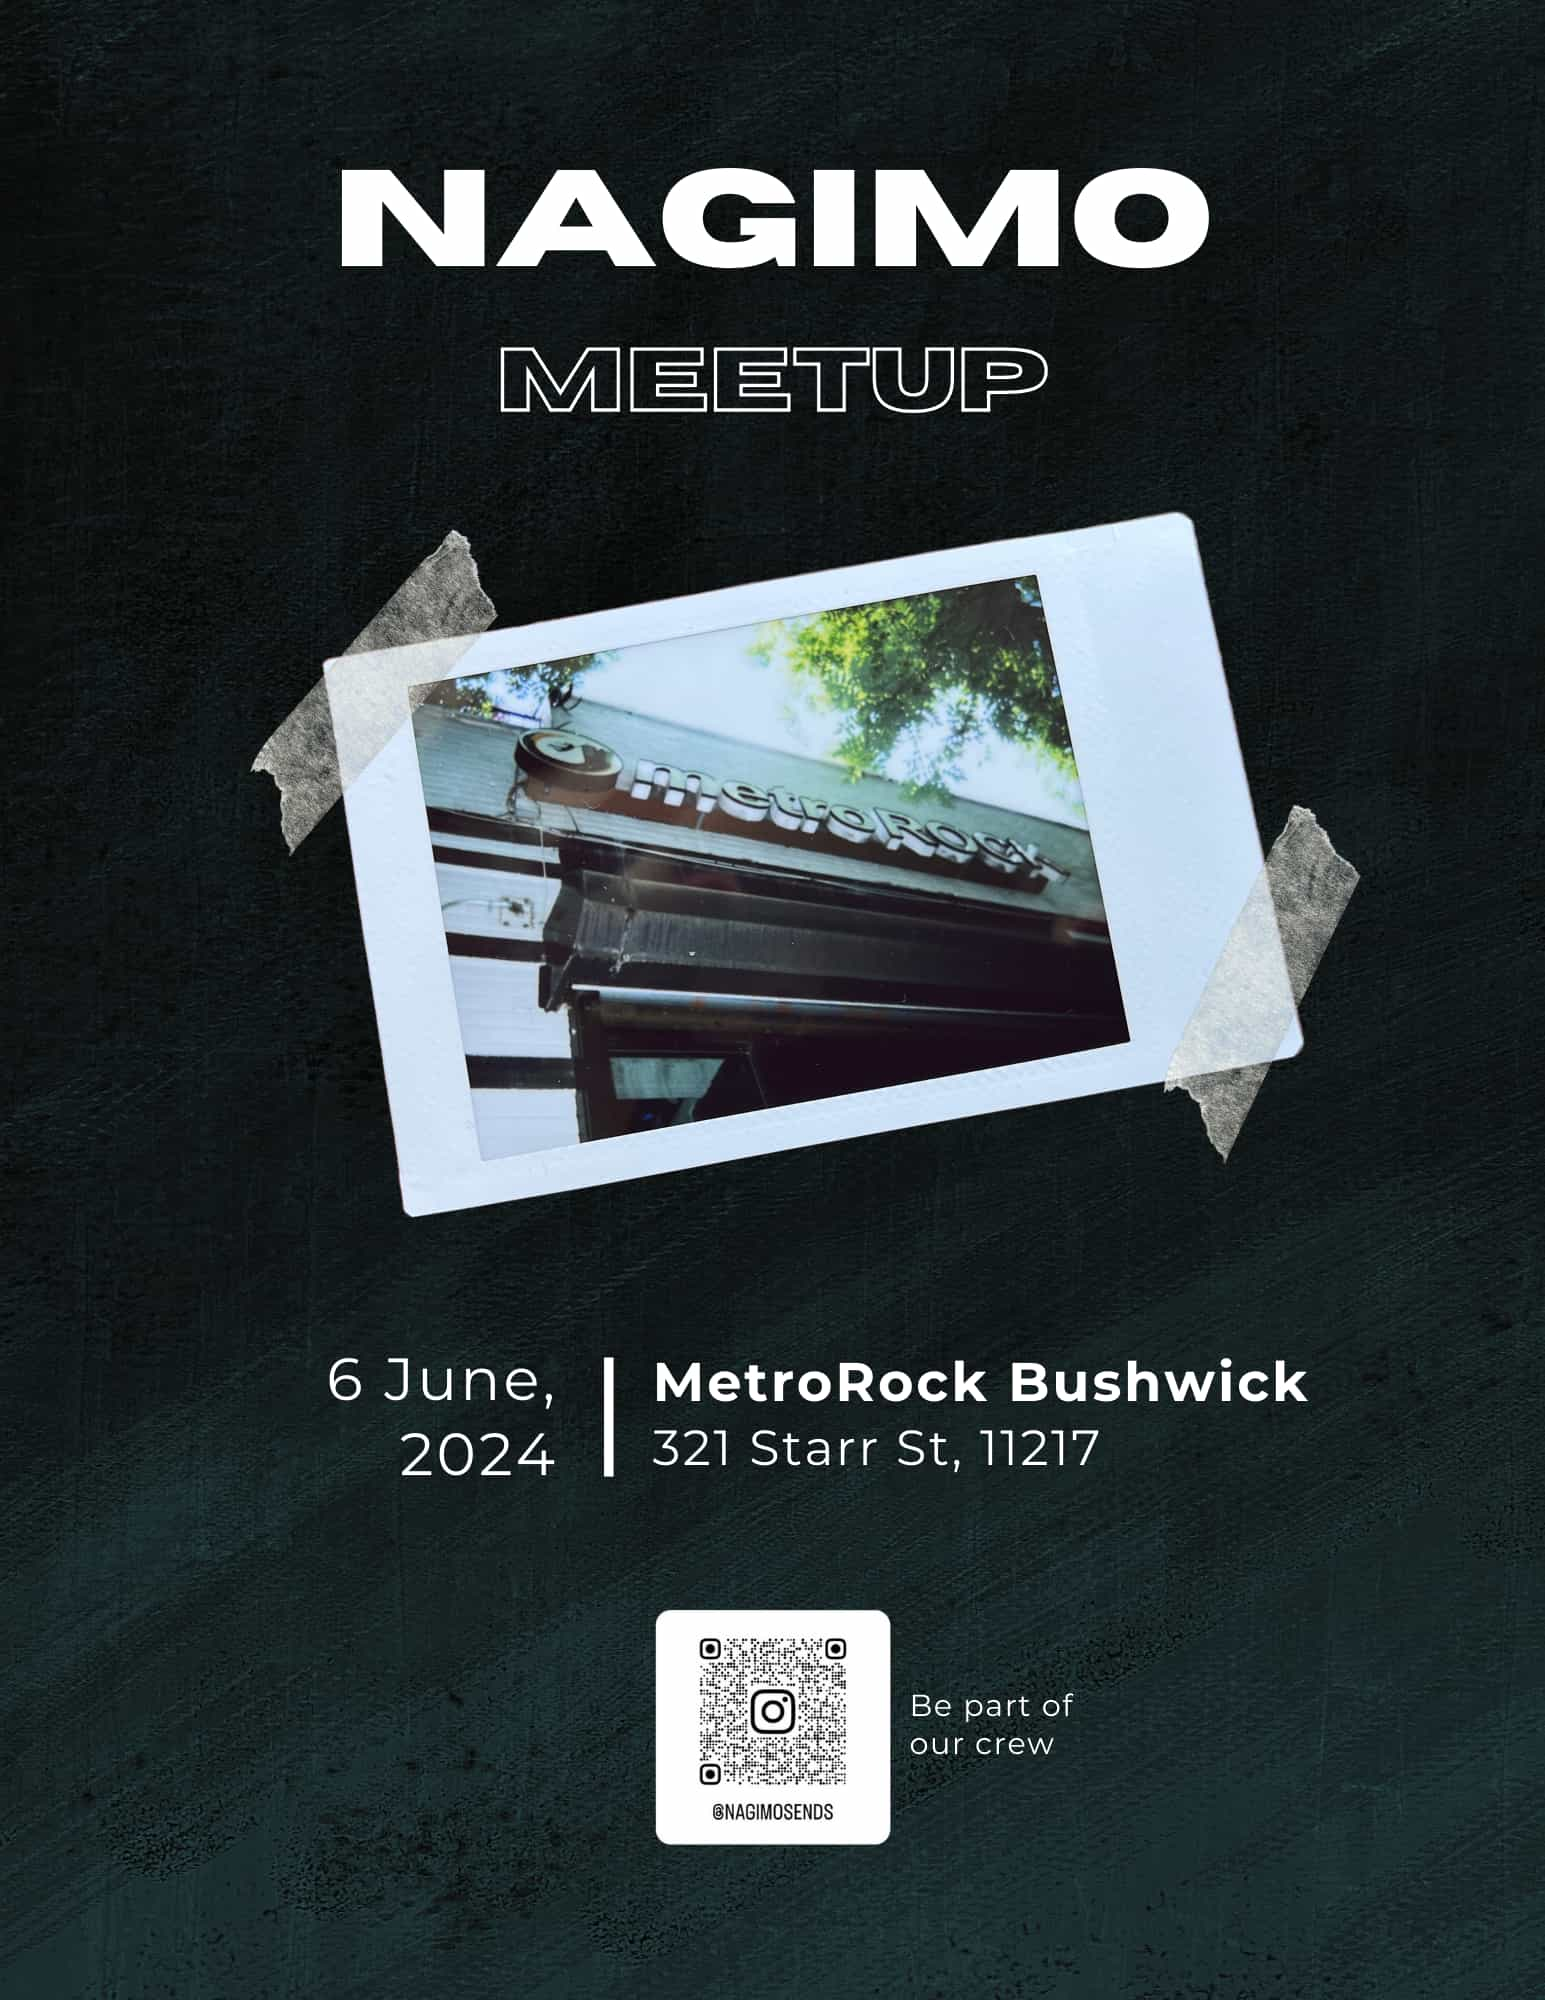 NAGIMO
MEETUP
metroRock
6 June,
2024
MetroRock Bushwick
321 Starr St, 11217
Be part of
our crew
@NAGIMOSENDS